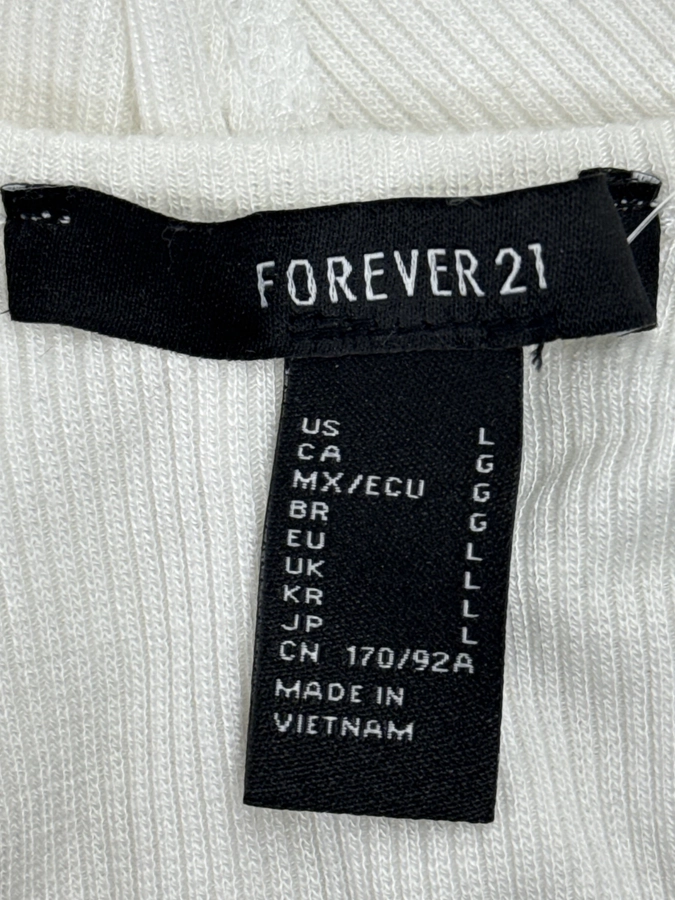 FOREVER 21
US L
CA G
MX/ECU G
BR G
EU L
UK L
KR L
JP L
CN 170/92A
MADE IN
VIETNAM